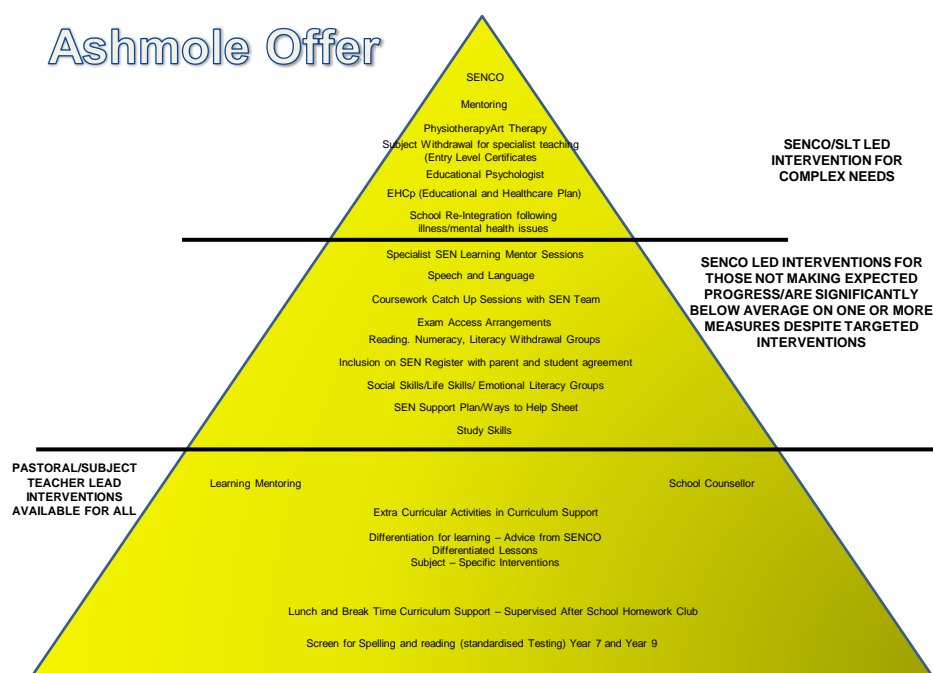 Ashmole Offer
SENCO
Mentoring
PhysiotherapyArt Therapy
Subject Withdrawal for specialist teaching
(Entry Level Certificates
Educational Psychologist
EHCp (Educational and Healthcare Plan)
School Re-Integration following
illness/mental health issues
SENCO/SLT LED
INTERVENTION FOR
COMPLEX NEEDS
Specialist SEN Learning Mentor Sessions
Speech and Language
Coursework Catch Up Sessions with SEN Team
Exam Access Arrangements
Reading. Numeracy, Literacy Withdrawal Groups
Inclusion on SEN Register with parent and student agreement
Social Skills/Life Skills/ Emotional Literacy Groups
SEN Support Plan/Ways to Help Sheet
Study Skills
SENCO LED INTERVENTIONS FOR
THOSE NOT MAKING EXPECTED
PROGRESS/ARE SIGNIFICANTLY
BELOW AVERAGE ON ONE OR MORE
MEASURES DESPITE TARGETED
INTERVENTIONS
PASTORAL/SUBJECT
TEACHER LEAD
INTERVENTIONS
AVAILABLE FOR ALL
Learning Mentoring
School Counsellor
Extra Curricular Activities in Curriculum Support
Differentiation for learning – Advice from SENCO
Differentiated Lessons
Subject – Specific Interventions
Lunch and Break Time Curriculum Support – Supervised After School Homework Club
Screen for Spelling and reading (standardised Testing) Year 7 and Year 9